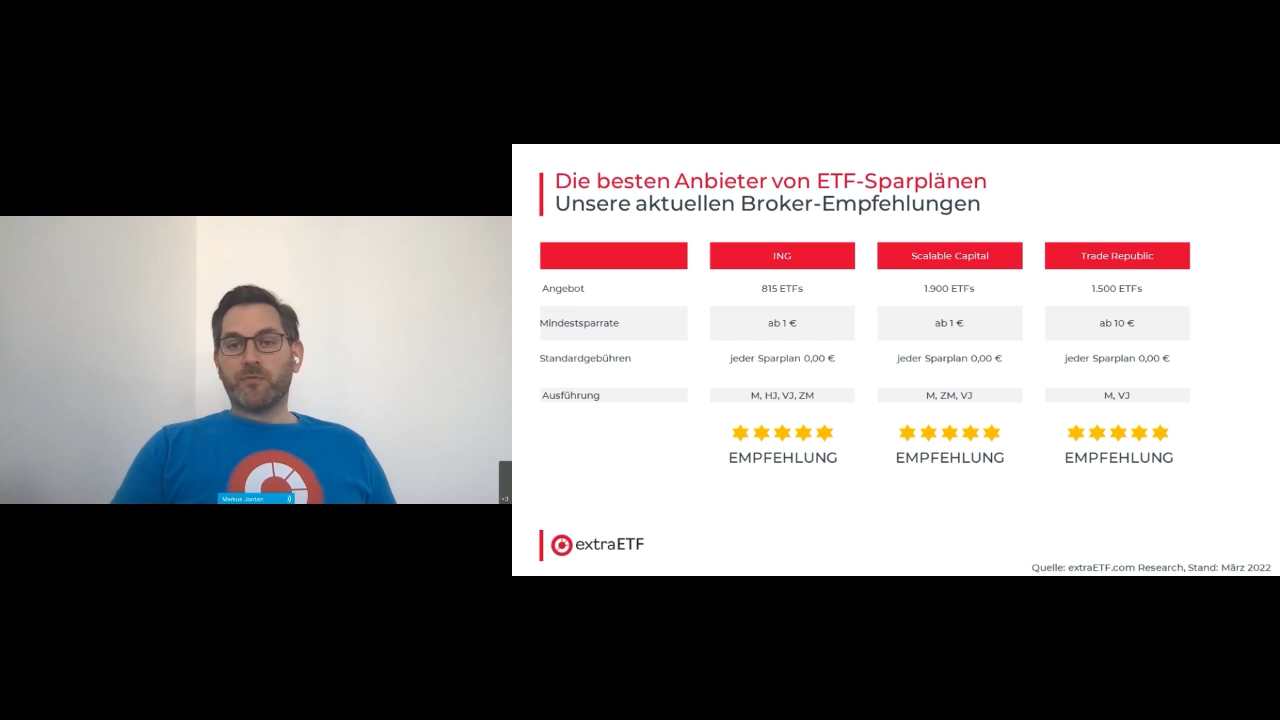 Die besten Anbieter von ETF-Sparplänen
Unsere aktuellen Broker-Empfehlungen
ING
Scalable Capital
Trade Republic
Angebot
815 ETFs
1.900 ETFs
1.500 ETFs
Mindestsparrate
ab 1 €
ab 1 €
ab 10 €
Standardgebühren
jeder Sparplan 0,00 €
jeder Sparplan 0,00 €
jeder Sparplan 0,00 €
Ausführung
M, HJ, VJ, ZM
M, ZM, VJ
M, VJ
EMPFEHLUNG
EMPFEHLUNG
EMPFEHLUNG
Markus Jordan
+3
extraETF
Quelle: extraETF.com Research, Stand: März 2022